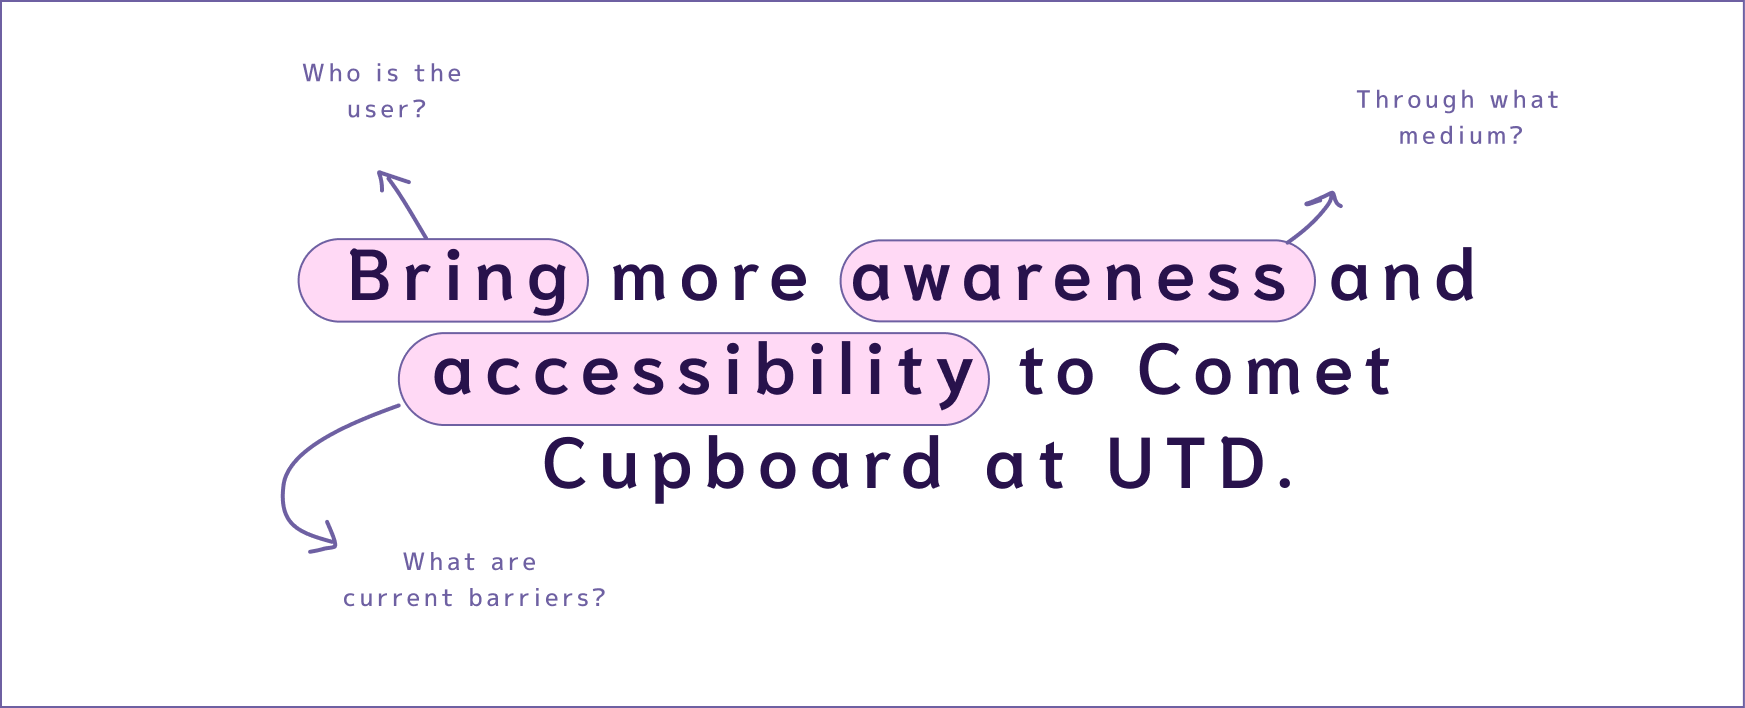 Who is the
user?
Through what
medium?
Bring more awareness and
accessibility to Comet
Cupboard at UTD.
What are
current barriers?